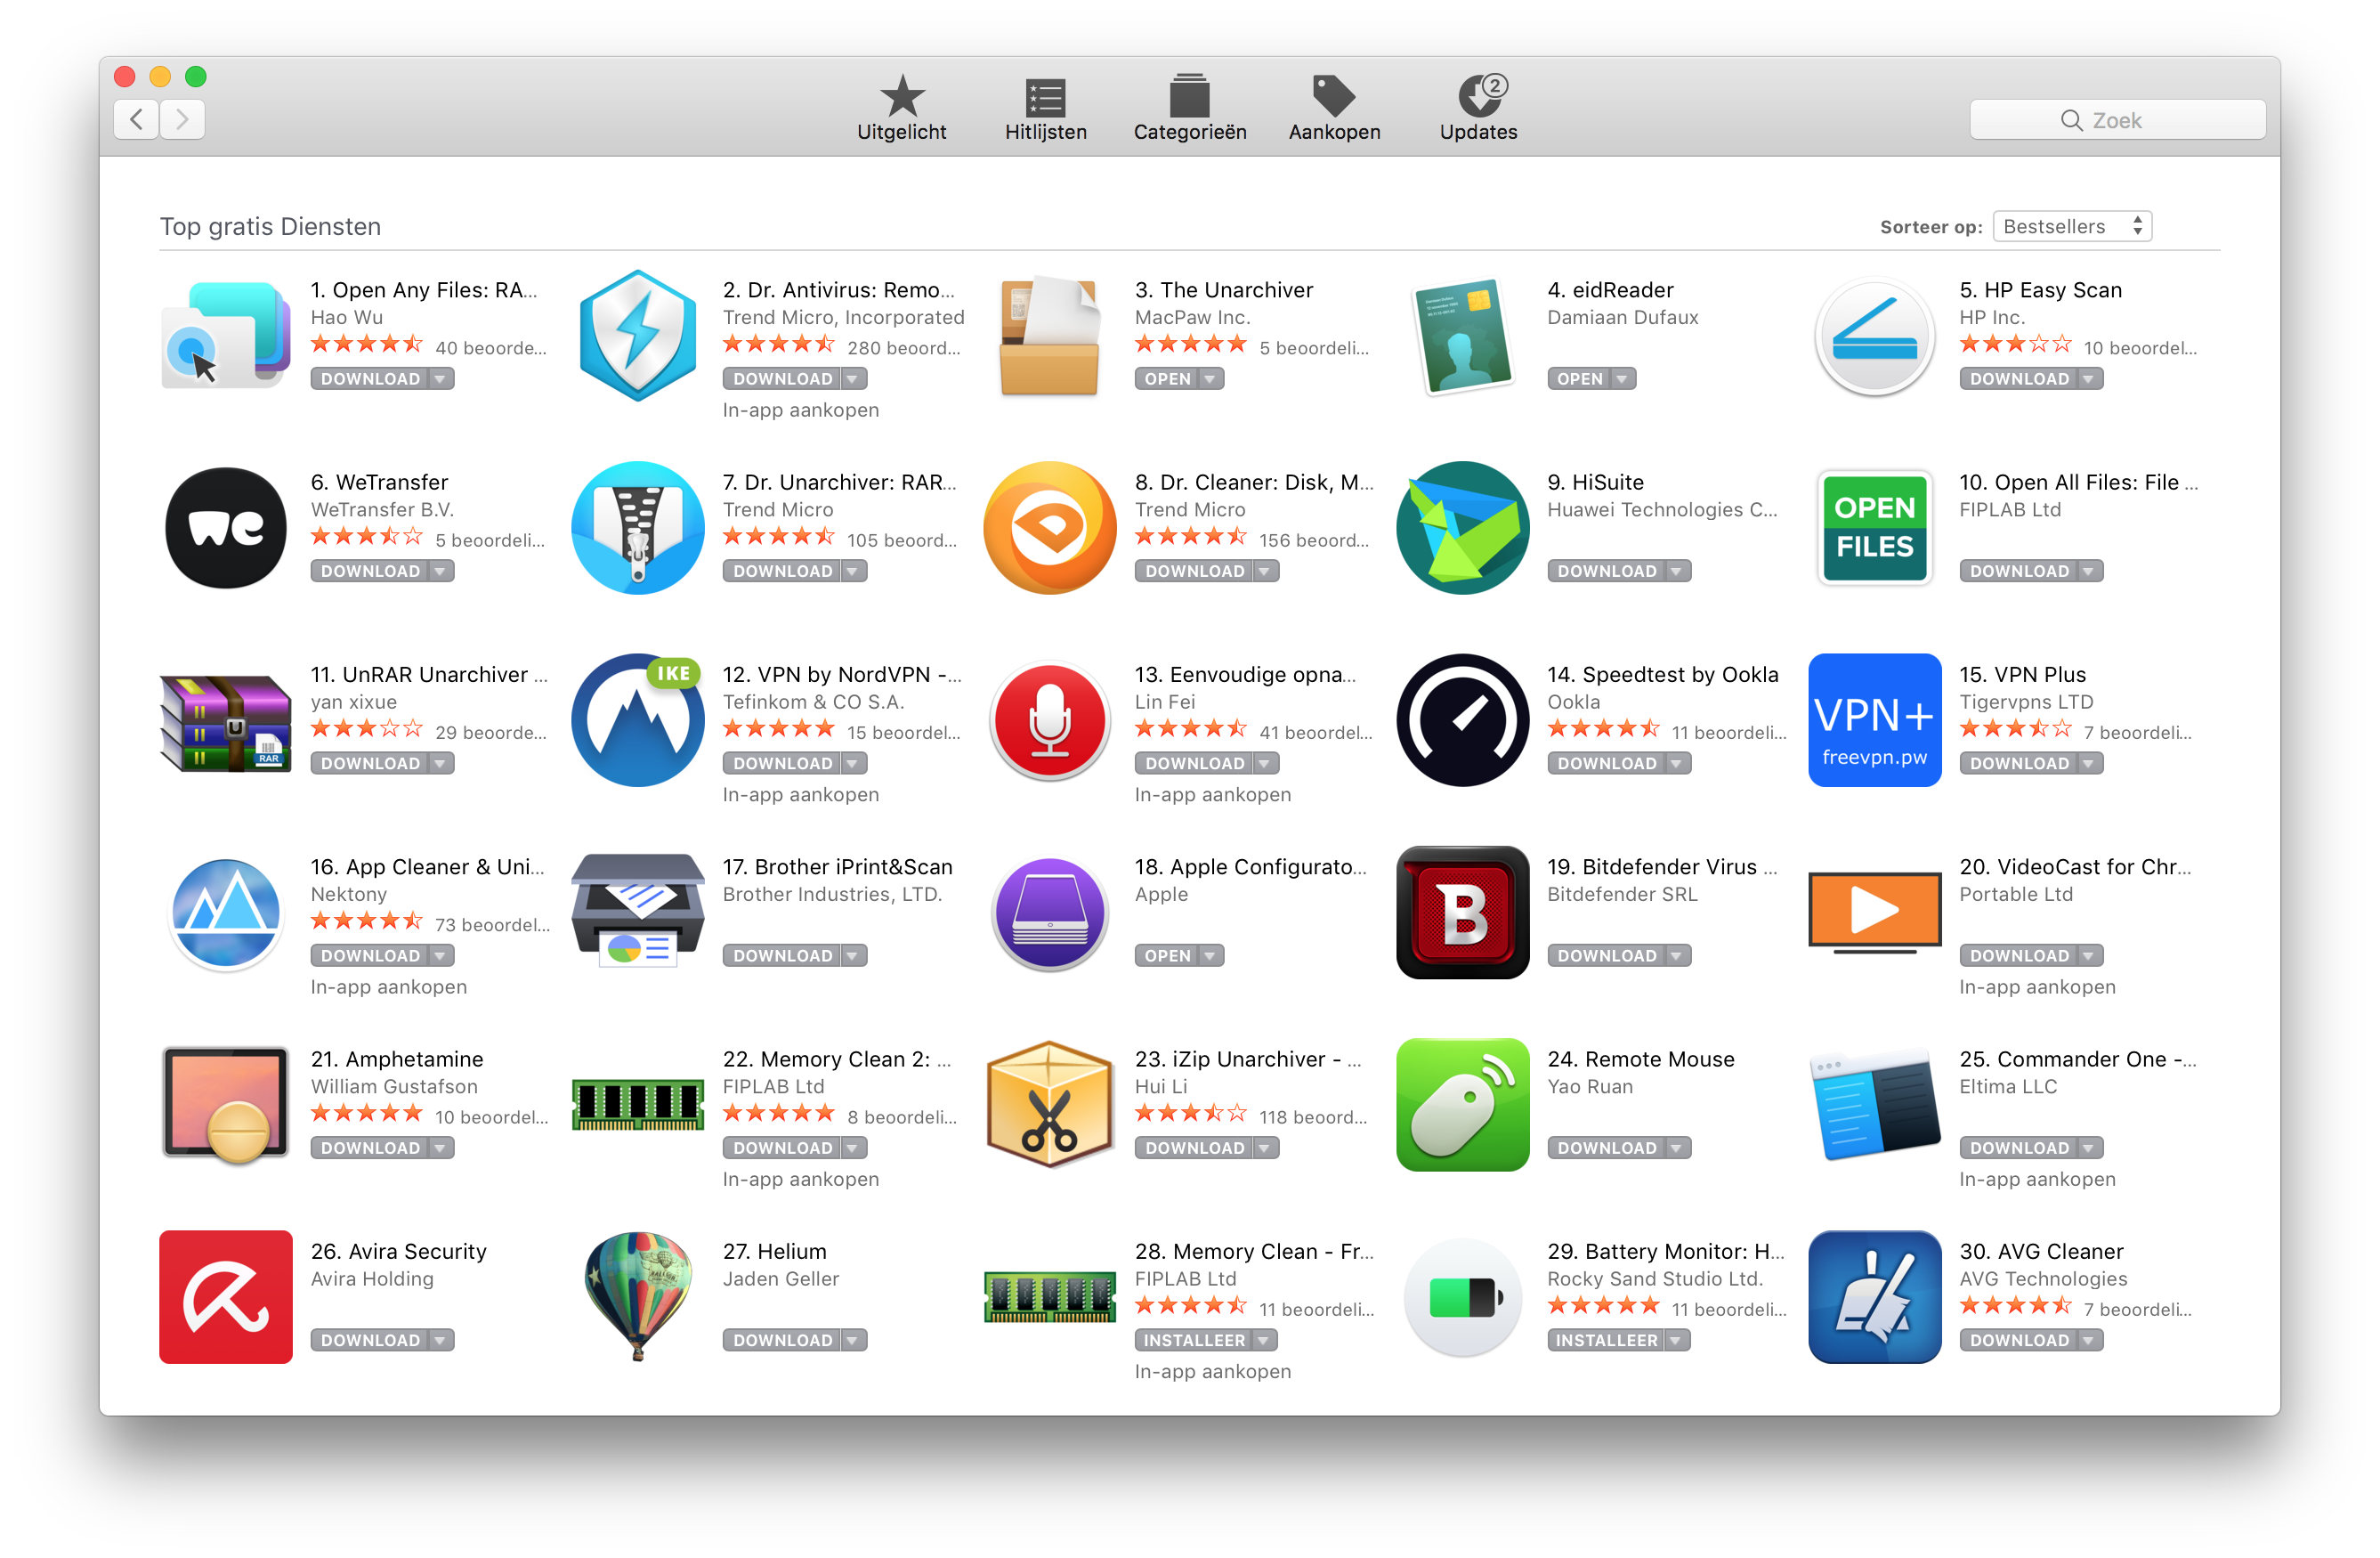 Uitgelicht
Hitlijsten
Categorieën
Aankopen
2
Updates
Zoek
Top gratis Diensten
Sorteer op:
Bestsellers
1. Open Any Files: RA...
Hao Wu
40 beoorde...
DOWNLOAD
2. Dr. Antivirus: Remo...
Trend Micro, Incorporated
280 beoord...
DOWNLOAD
In-app aankopen
3. The Unarchiver
MacPaw Inc.
5 beoordeli...
OPEN
4. eidReader
Damiaan Dufaux
OPEN
5. HP Easy Scan
HP Inc.
10 beoordel...
DOWNLOAD
we
6. WeTransfer
WeTransfer B.V.
5 beoordeli...
DOWNLOAD
7. Dr. Unarchiver: RAR...
Trend Micro
105 beoord...
DOWNLOAD
8. Dr. Cleaner: Disk, M...
Trend Micro
156 beoord...
DOWNLOAD
9. HiSuite
Huawei Technologies C...
DOWNLOAD
OPEN
FILES
10. Open All Files: File ...
FIPLAB Ltd
DOWNLOAD
U
RAR
11. UnRAR Unarchiver ...
yan xixue
29 beoorde...
DOWNLOAD
IKE
12. VPN by NordVPN -...
Tefinkom & CO S.A.
15 beoordel...
DOWNLOAD
In-app aankopen
13. Eenvoudige opna...
Lin Fei
41 beoordel...
DOWNLOAD
In-app aankopen
14. Speedtest by Ookla
Ookla
11 beoordeli...
DOWNLOAD
VPN+
freevpn.pw
15. VPN Plus
Tigervpns LTD
7 beoordeli...
DOWNLOAD
16. App Cleaner & Uni...
Nektony
73 beoordel...
DOWNLOAD
In-app aankopen
17. Brother iPrint&Scan
Brother Industries, LTD.
DOWNLOAD
18. Apple Configurato...
Apple
OPEN
B
19. Bitdefender Virus ...
Bitdefender SRL
DOWNLOAD
20. VideoCast for Chr...
Portable Ltd
DOWNLOAD
In-app aankopen
21. Amphetamine
William Gustafson
10 beoordel...
DOWNLOAD
22. Memory Clean 2: ...
FIPLAB Ltd
8 beoordeli...
DOWNLOAD
In-app aankopen
23. iZip Unarchiver - ...
Hui Li
118 beoord...
DOWNLOAD
24. Remote Mouse
Yao Ruan
DOWNLOAD
25. Commander One -...
Eltima LLC
DOWNLOAD
In-app aankopen
26. Avira Security
Avira Holding
DOWNLOAD
27. Helium
Jaden Geller
DOWNLOAD
28. Memory Clean - Fr...
FIPLAB Ltd
11 beoordeli...
INSTALLEER
In-app aankopen
29. Battery Monitor: H...
Rocky Sand Studio Ltd.
11 beoordeli...
INSTALLEER
30. AVG Cleaner
AVG Technologies
7 beoordeli...
DOWNLOAD